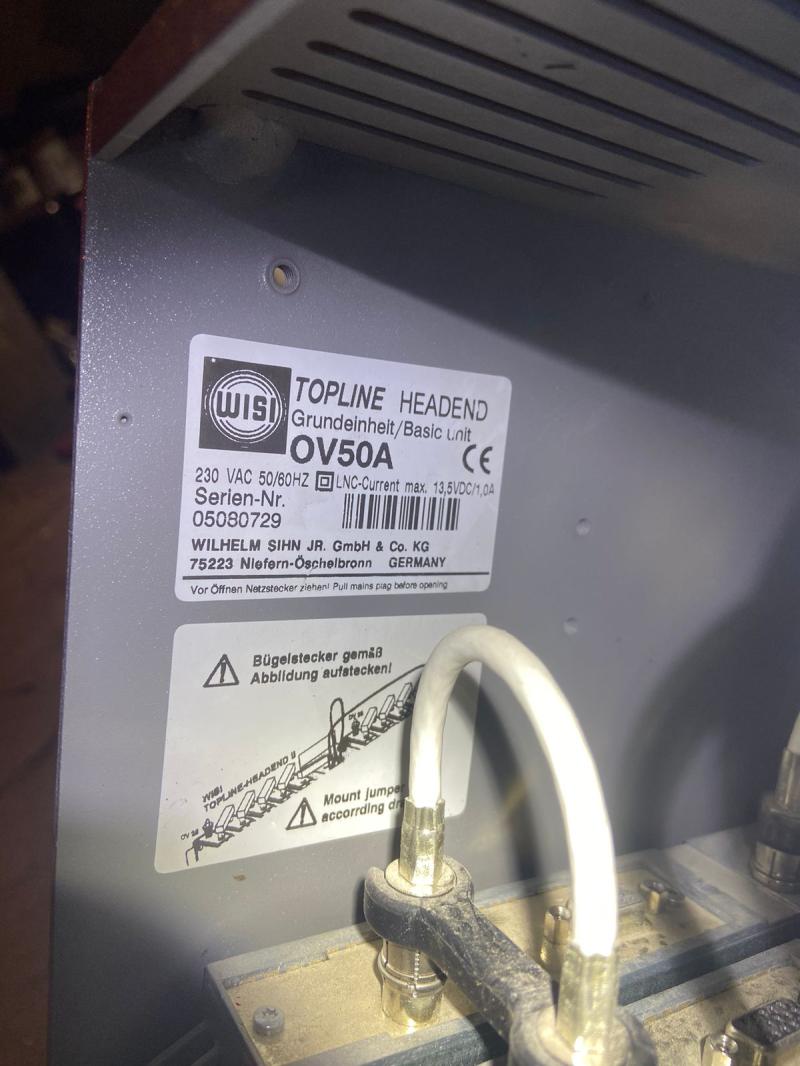 WISI
TOPLINE HEADEND
Grundeinheit/Basic unit
OV50A
CE
230 VAC 50/60HZ LNC-Current max. 13,5VDC/1,0A
Serien-Nr.
05080729
WILHELM SIHN JR. GmbH & Co. KG
75223 Niefern-Öschelbronn GERMANY
Vor Öffnen Netzstecker ziehen! Pull mains plug before opening
Bügelstecker gemäß
Abbildung aufstecken!
WISI
TOPLINE-HEADEND II
Mount jumper
accorrding